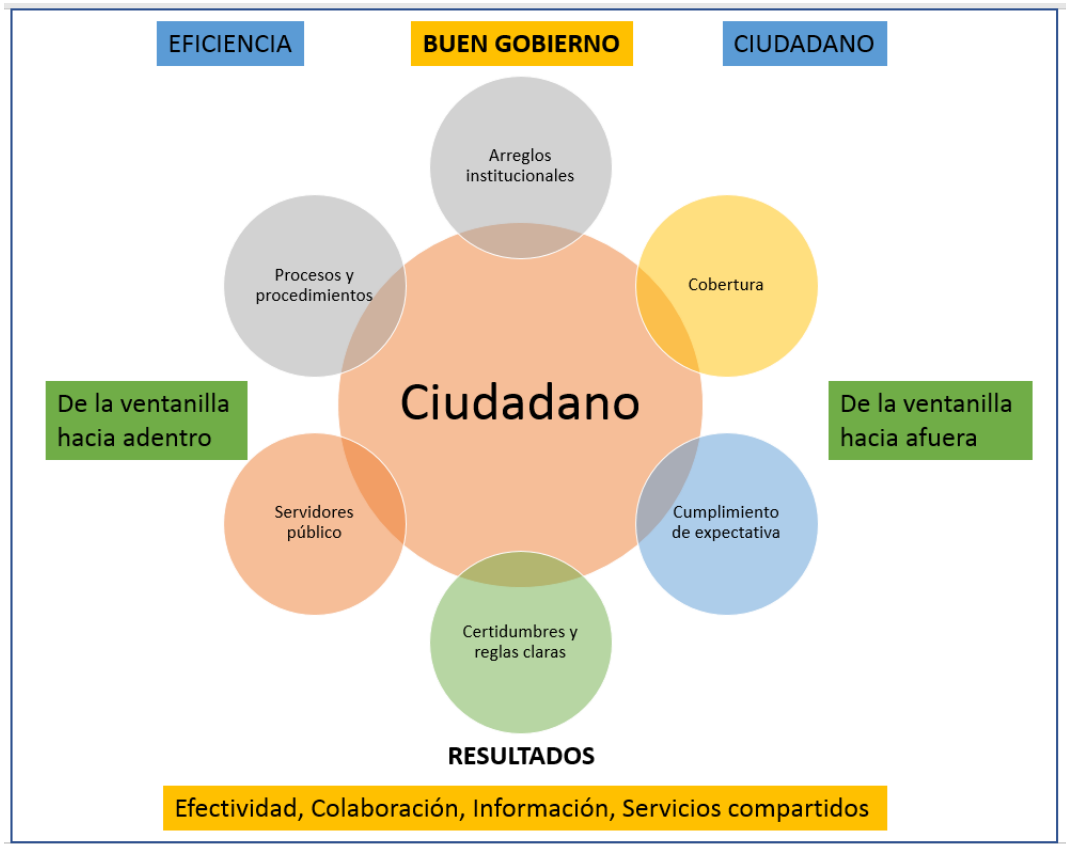 EFICIENCIA
BUEN GOBIERNO
CIUDADANO
Arreglos
institucionales
Procesos y
procedimientos
Cobertura
De la ventanilla
hacia adentro
Ciudadano
De la ventanilla
hacia afuera
Servidores
público
Cumplimiento
de expectativa
Certidumbres y
reglas claras
RESULTADOS
Efectividad, Colaboración, Información, Servicios compartidos